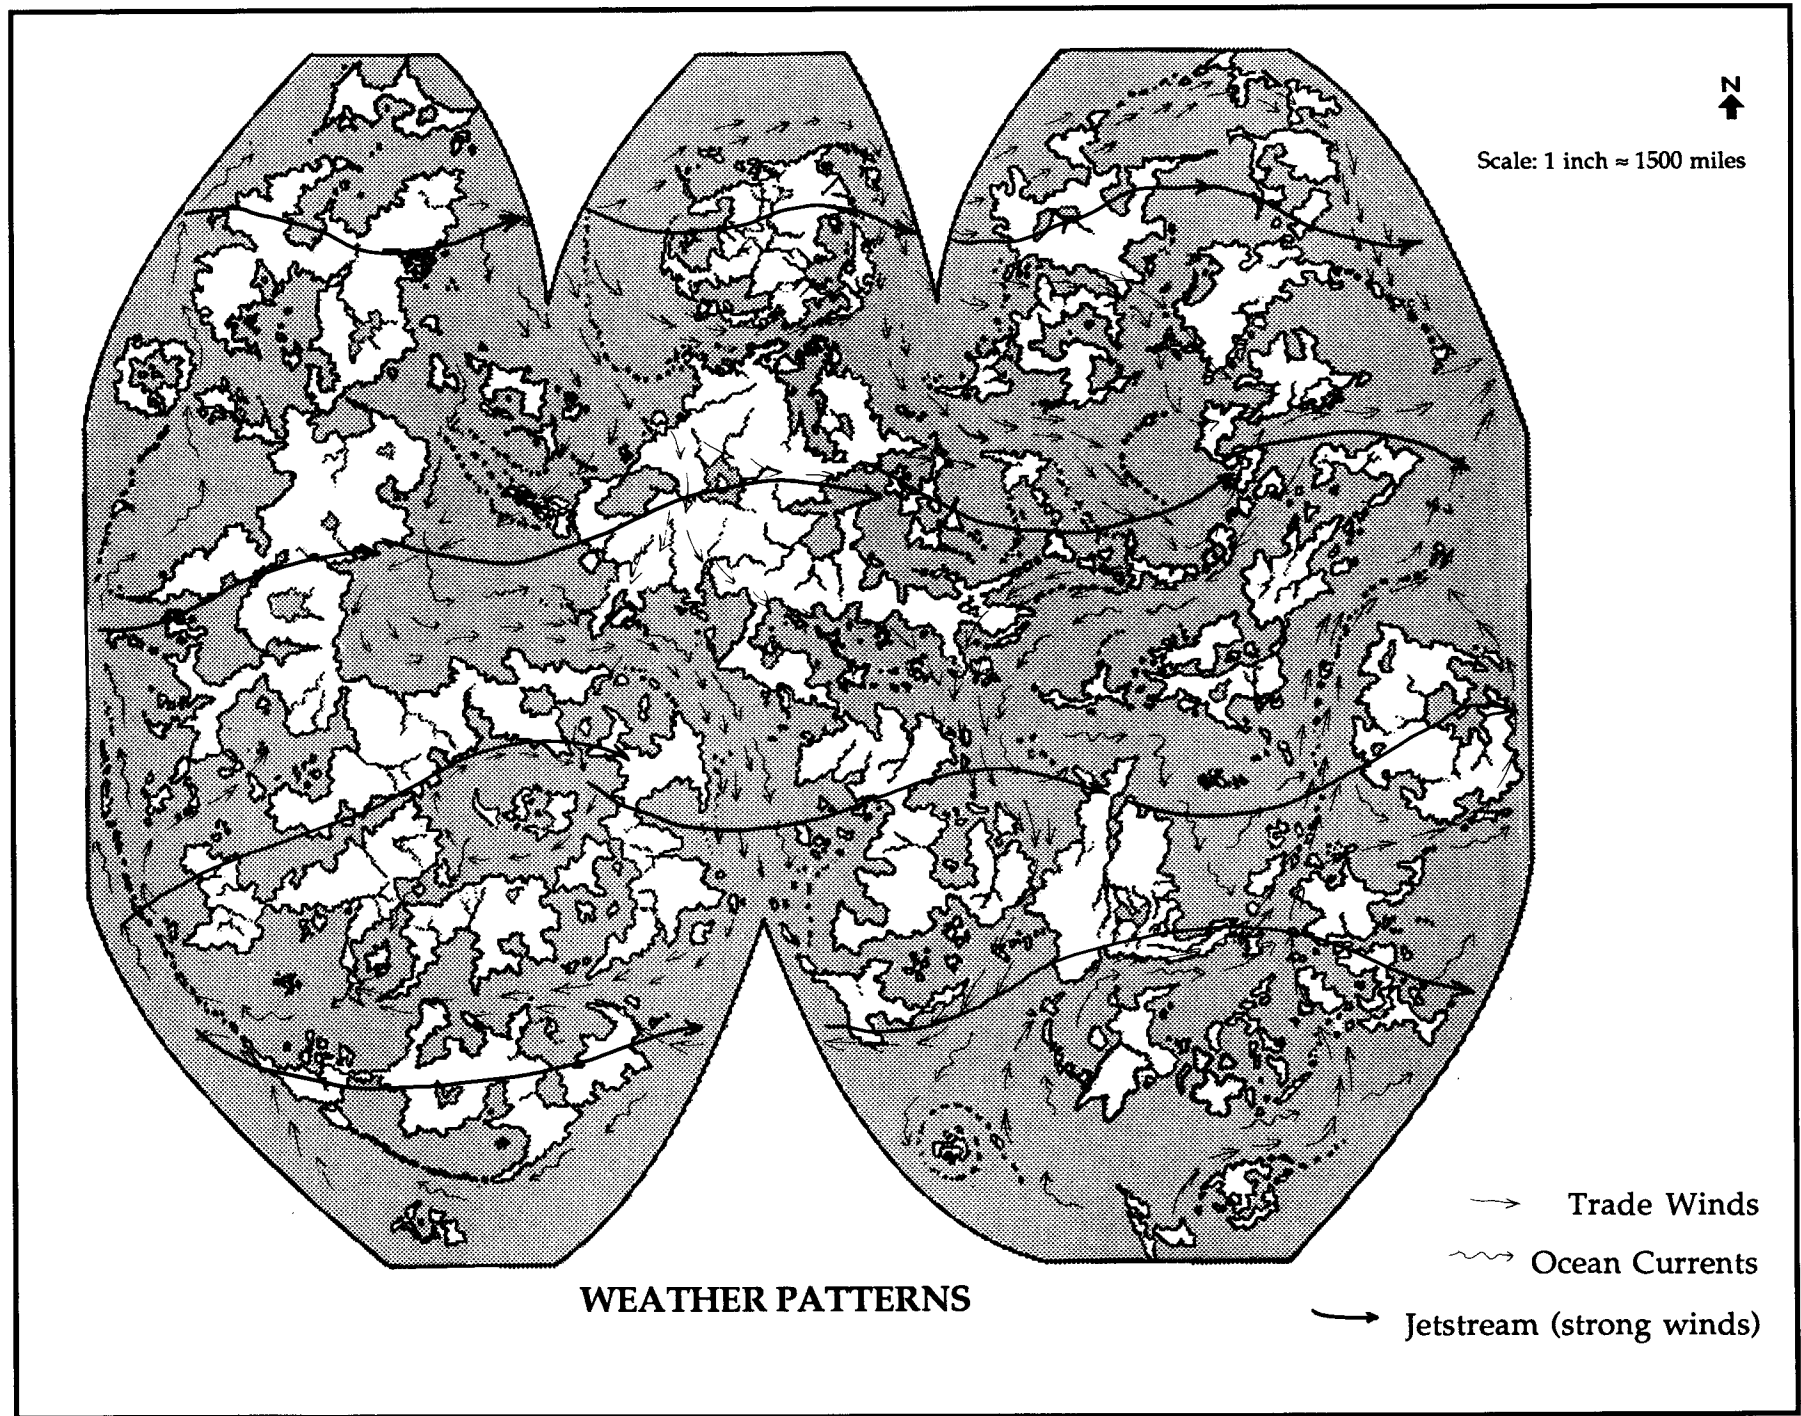 N
Scale: 1 inch ≈ 1500 miles
Trade Winds
Ocean Currents
WEATHER PATTERNS
Jetstream (strong winds)